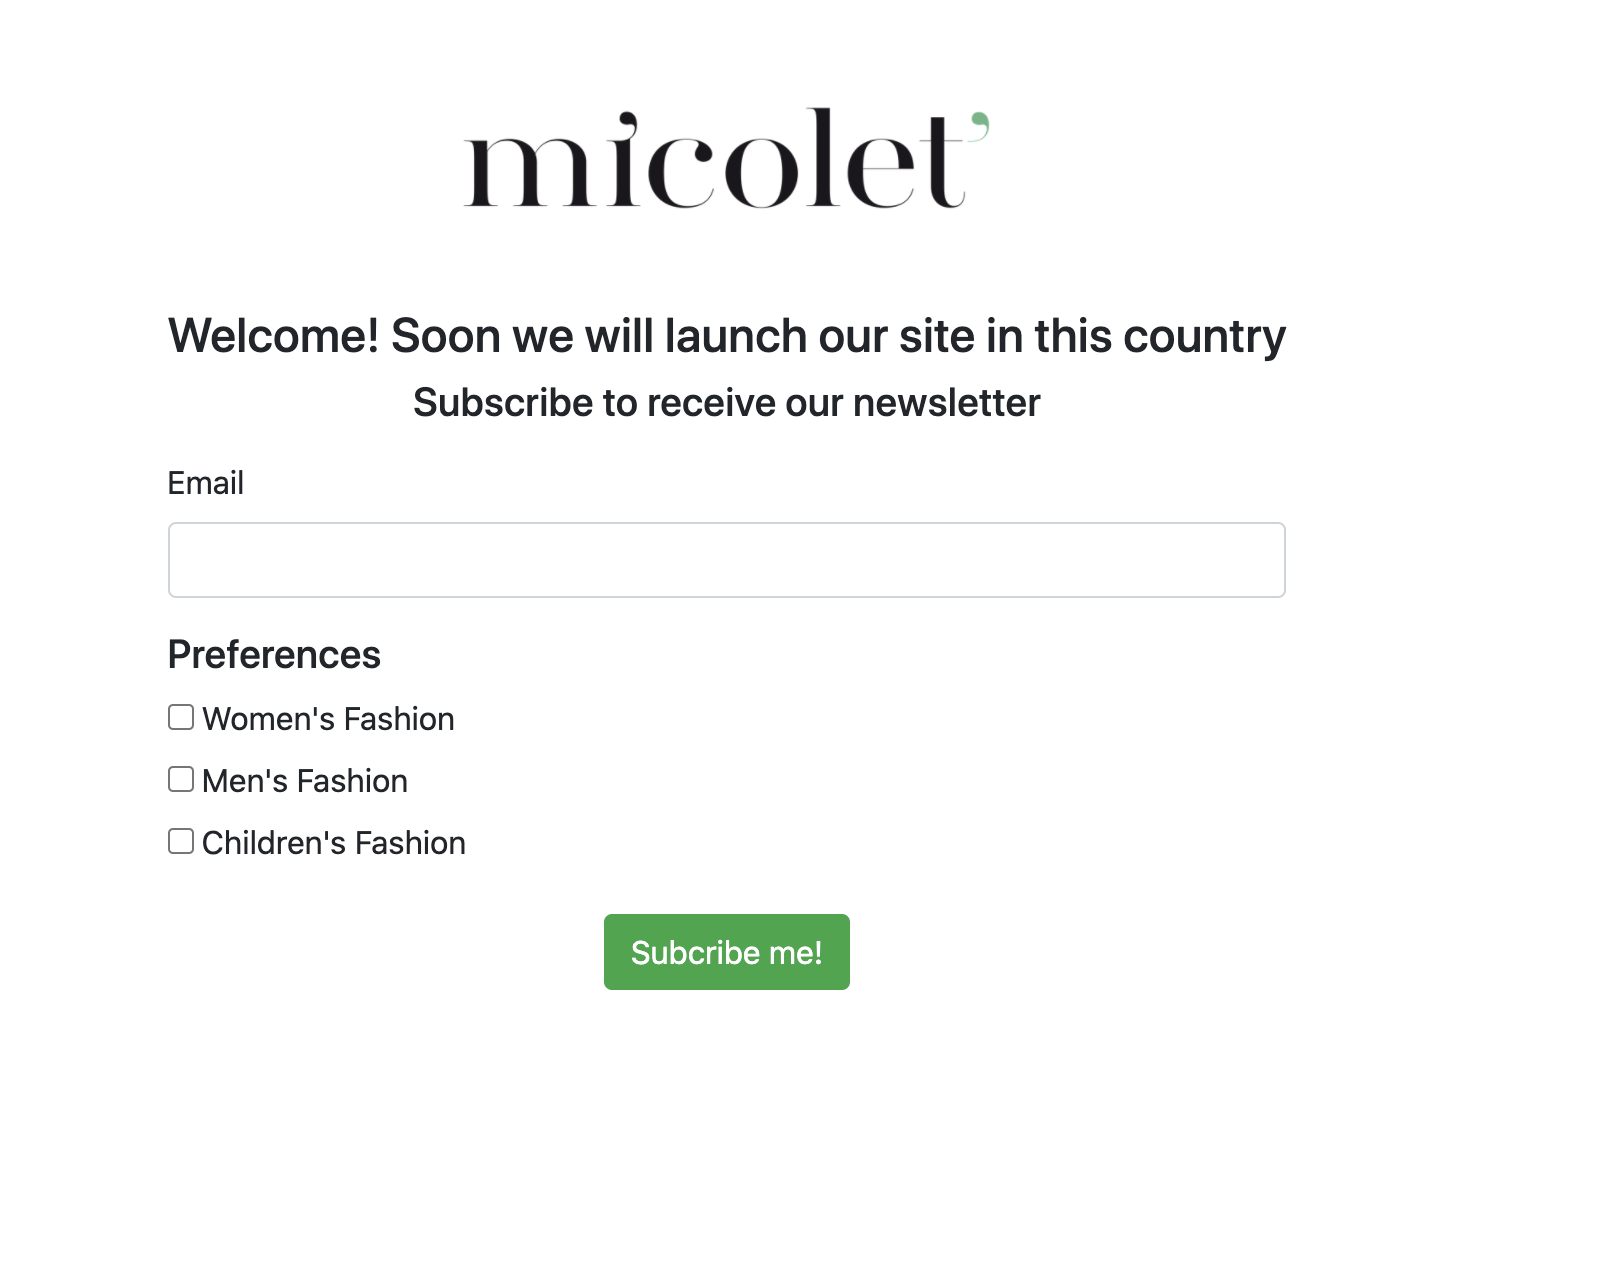 micolet'
Welcome! Soon we will launch our site in this country
Subscribe to receive our newsletter
Email
Preferences
Women's Fashion
Men's Fashion
Children's Fashion
Subcribe me!